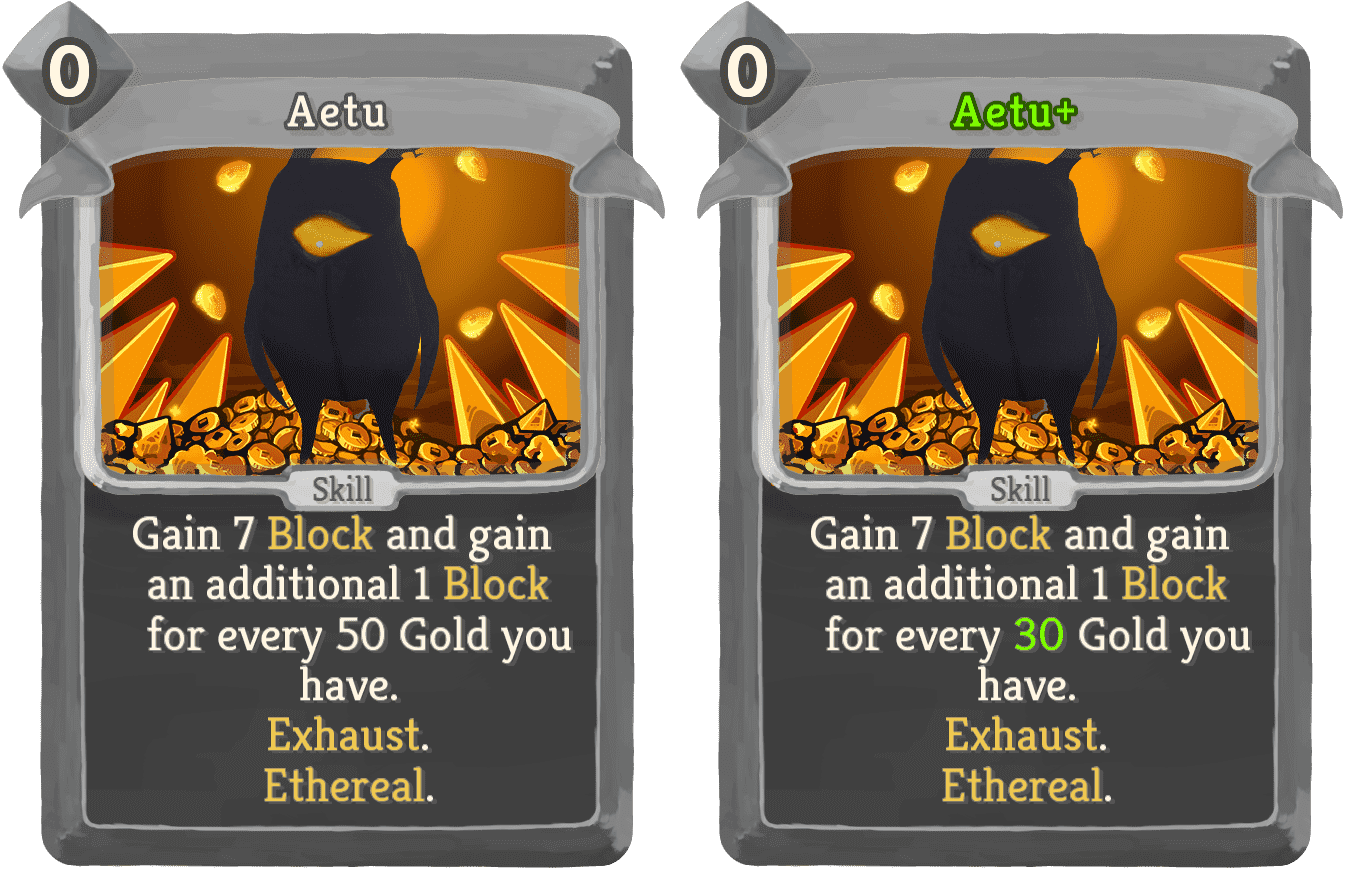 0
Aetu
Skill
Gain 7 Block and gain
an additional 1 Block
for every 50 Gold you
have.
Exhaust.
Ethereal.
0
Aetu+
Skill
Gain 7 Block and gain
an additional 1 Block
for every 30 Gold you
have.
Exhaust.
Ethereal.